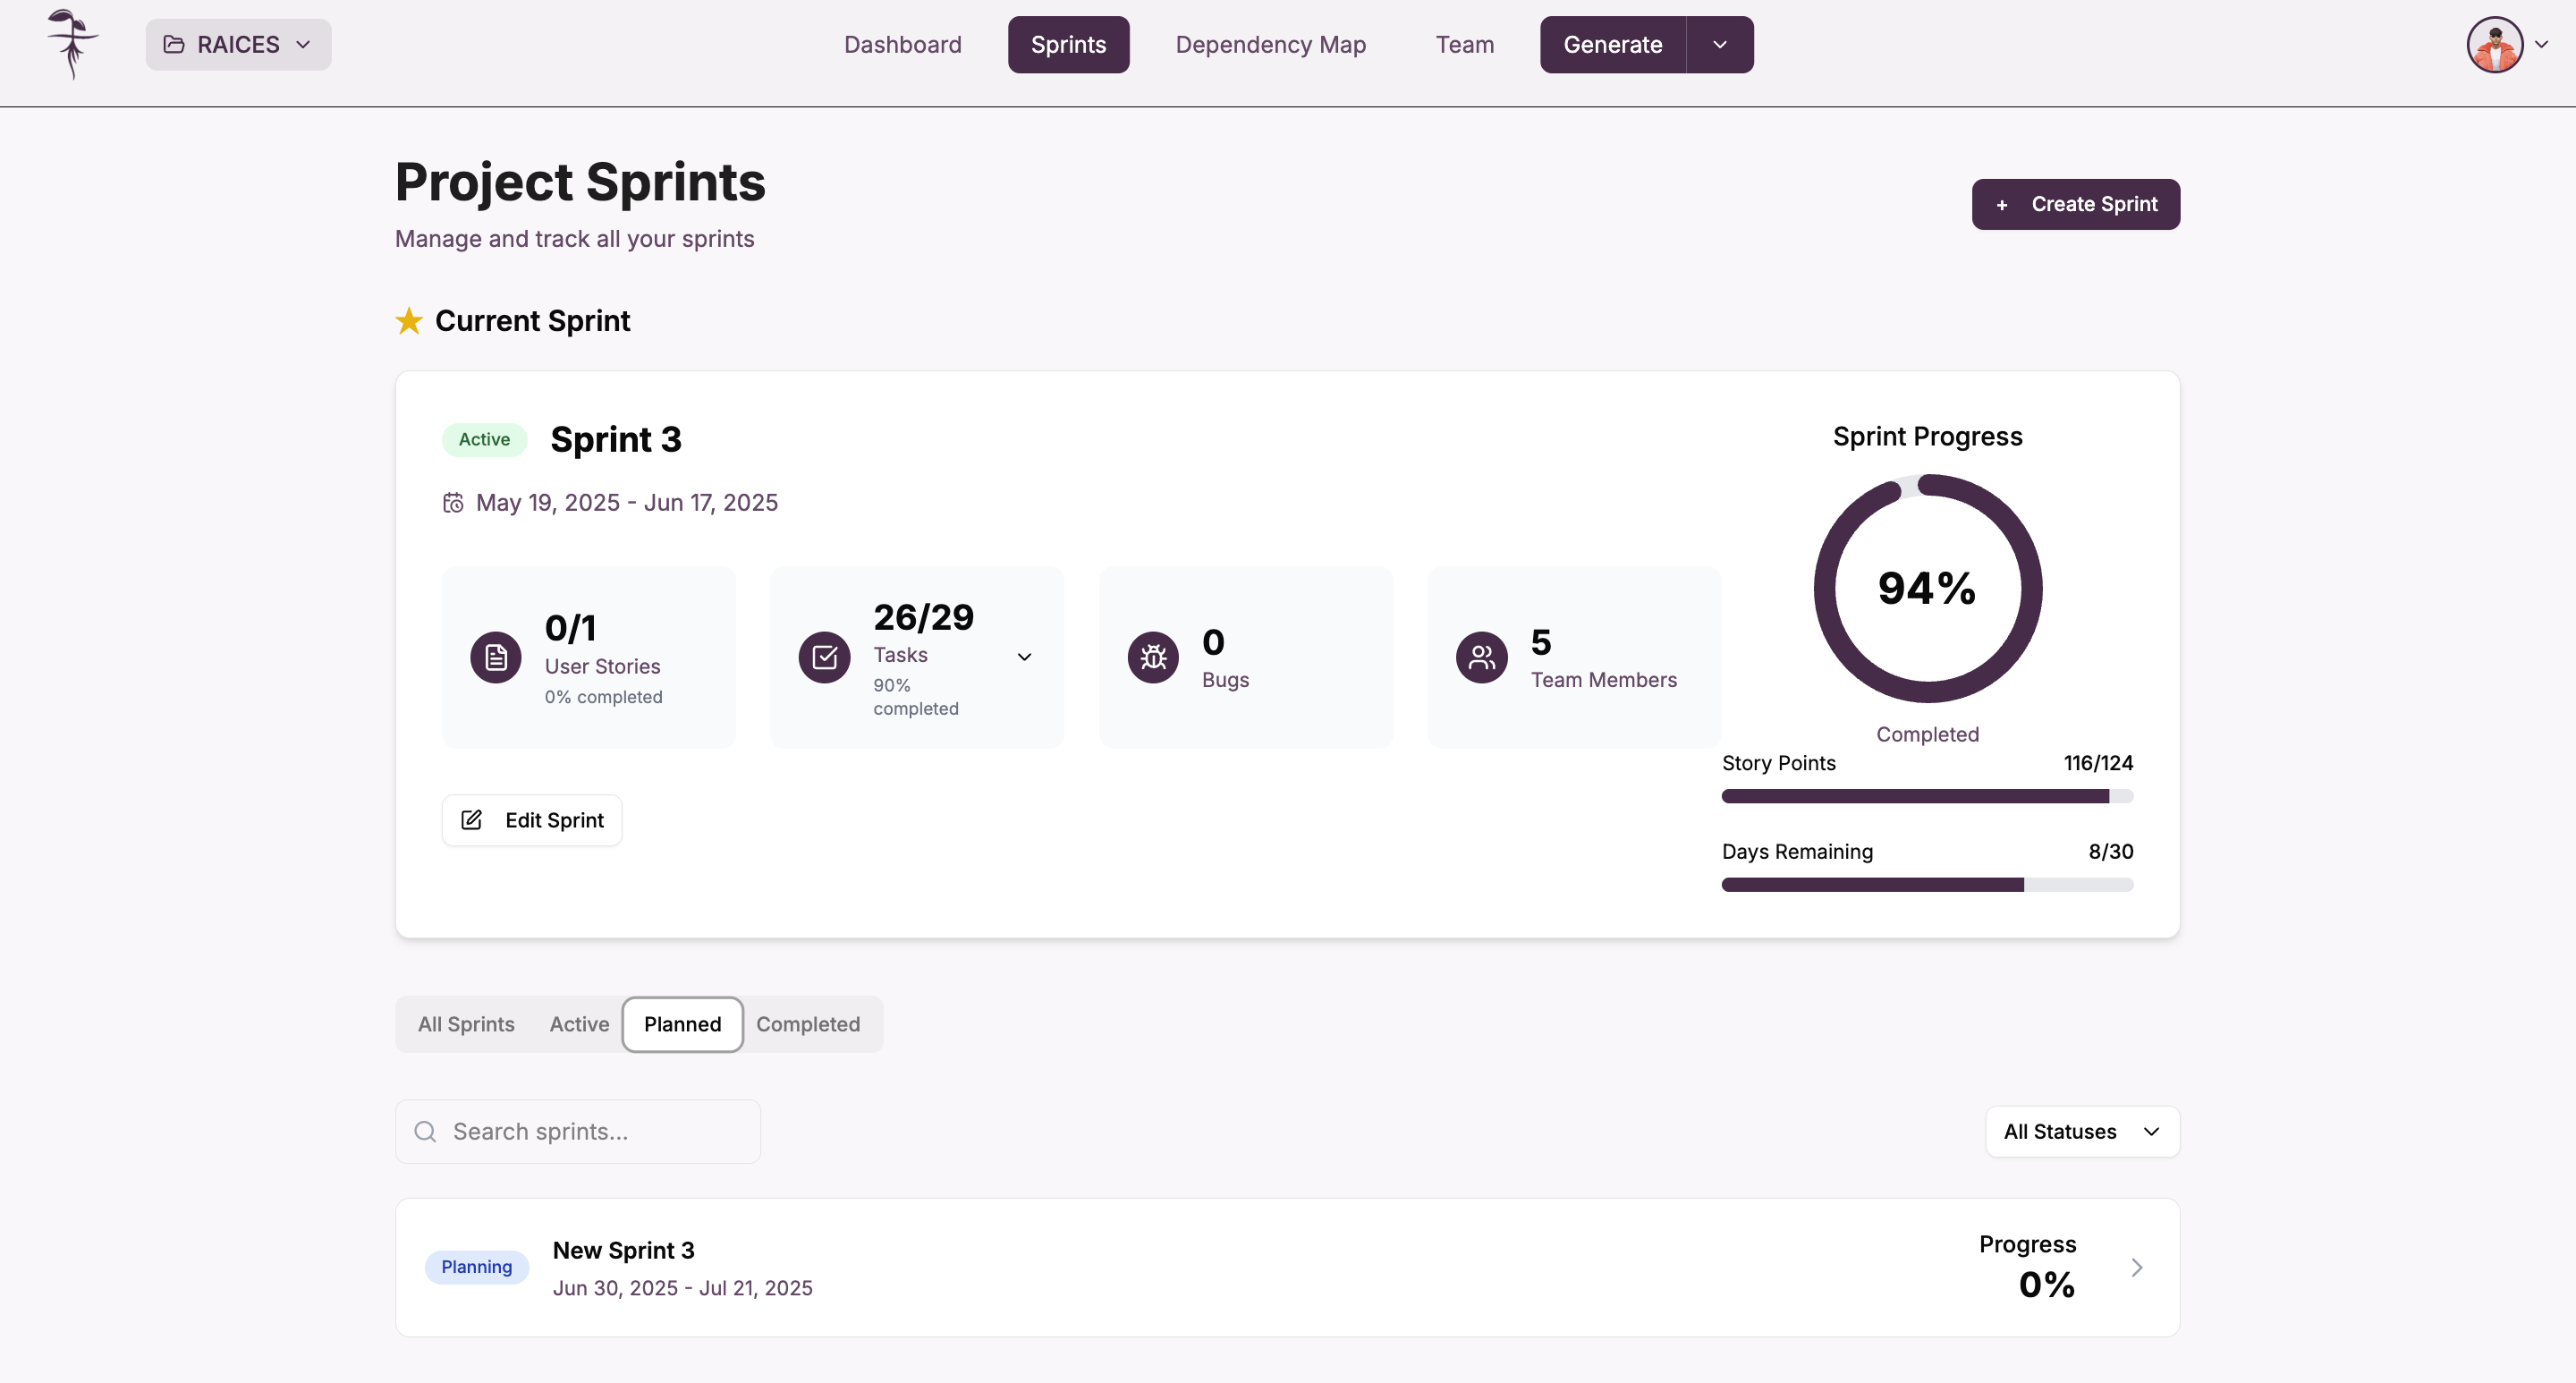 RAICES
Dashboard
Sprints
Dependency Map
Team
Generate
Project Sprints
Manage and track all your sprints
+ Create Sprint
Current Sprint
Active
Sprint 3
May 19, 2025 - Jun 17, 2025
0/1
User Stories
0% completed
26/29
Tasks
90%
completed
0
Bugs
5
Team Members
Edit Sprint
Sprint Progress
94%
Completed
Story Points
116/124
Days Remaining
8/30
All Sprints
Active
Planned
Completed
Search sprints...
All Statuses
Planning
New Sprint 3
Jun 30, 2025 - Jul 21, 2025
Progress
0%